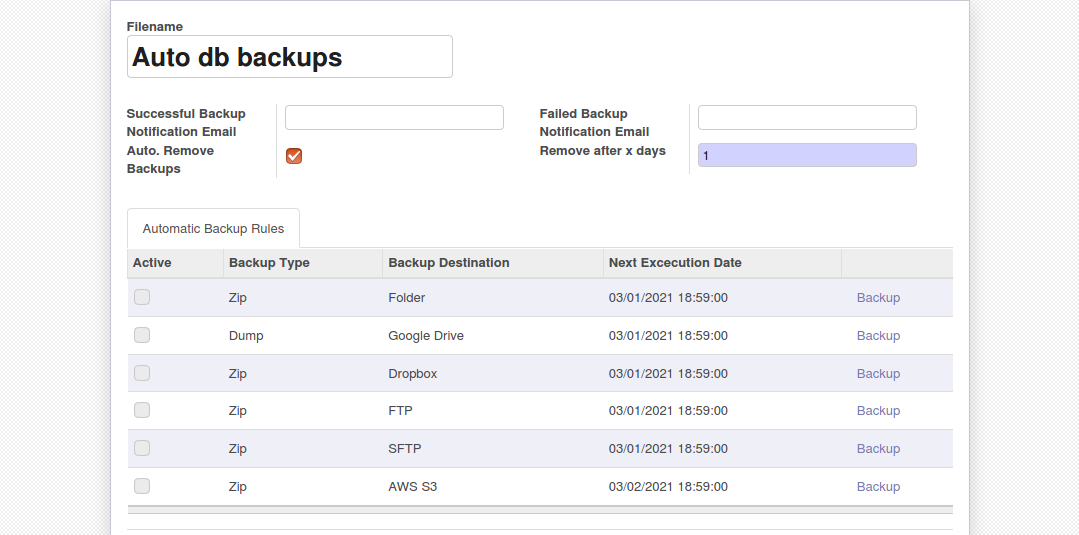 Filename
Auto db backups
Successful Backup
Notification Email
Failed Backup
Notification Email
Auto. Remove
Backups
Remove after x days
1
Automatic Backup Rules
Active Backup Type Backup Destination Next Excecution Date
Zip Folder 03/01/2021 18:59:00 Backup
Dump Google Drive 03/01/2021 18:59:00 Backup
Zip Dropbox 03/01/2021 18:59:00 Backup
Zip FTP 03/01/2021 18:59:00 Backup
Zip SFTP 03/01/2021 18:59:00 Backup
Zip AWS S3 03/02/2021 18:59:00 Backup